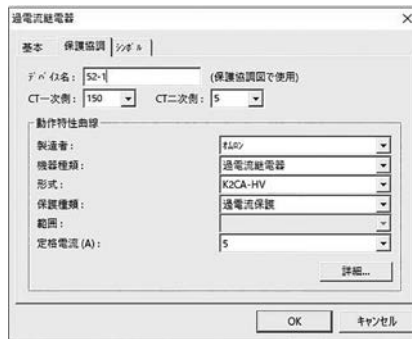 過電流継電器
基本 保護協調 シンボル
デバイス名: 52-1 (保護協調図で使用)
CT一次側: 150 CT二次側: 5
動作特性曲線
製造者: オムロン
機器種類: 過電流継電器
形式: K2CA-HV
保護種類: 過電流保護
範囲:
定格電流(A): 5
詳細...
OK キャンセル